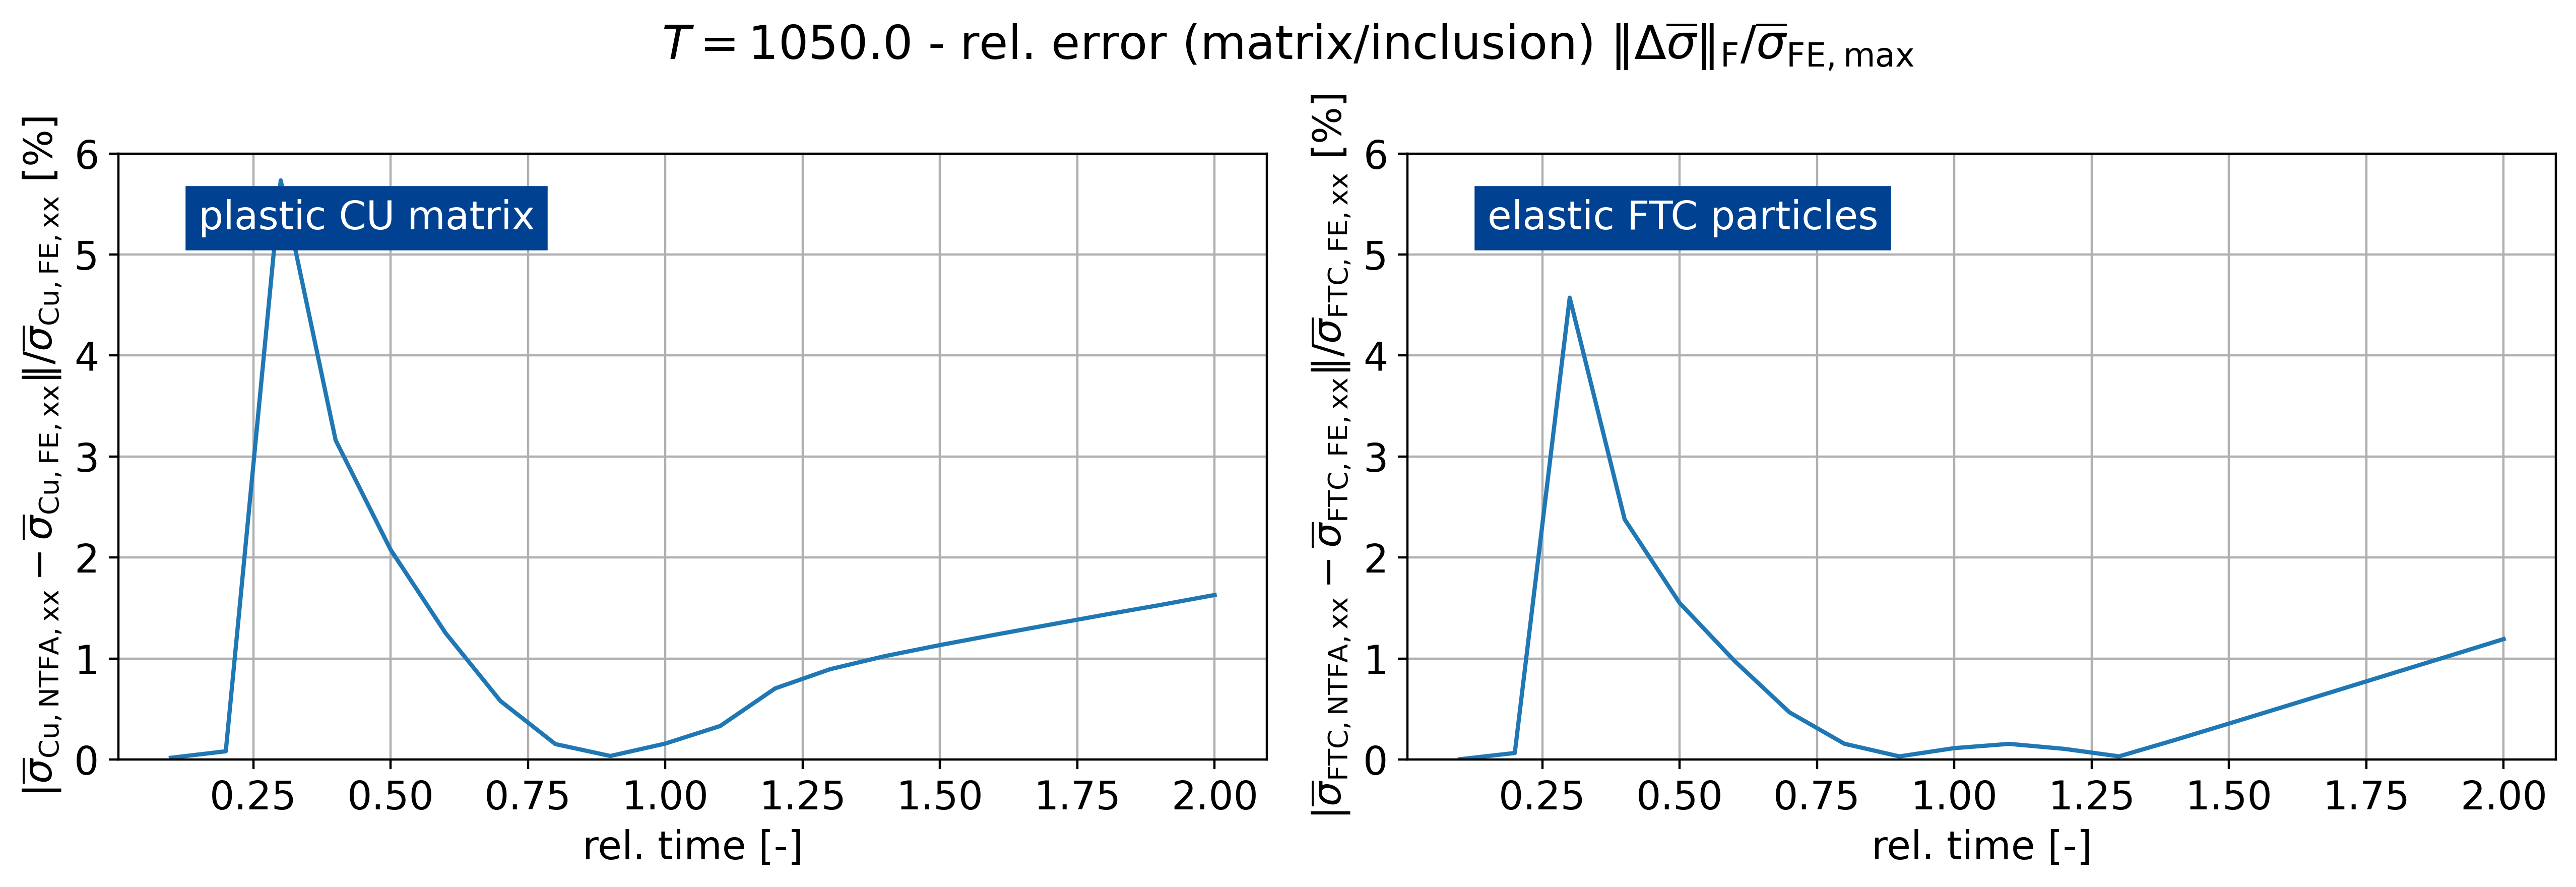 T = 1050.0 - rel. error (matrix/inclusion) ‖Δσ̅‖F/σ̅FE, max
|σ̅Cu, NTFA, xx − σ̅Cu, FE, xx‖/σ̅Cu, FE, xx [%]
6
5
4
3
2
1
0
plastic CU matrix
0.25 0.50 0.75 1.00 1.25 1.50 1.75 2.00
rel. time [-]
|σ̅FTC, NTFA, xx − σ̅FTC, FE, xx‖/σ̅FTC, FE, xx [%]
6
5
4
3
2
1
0
elastic FTC particles
0.25 0.50 0.75 1.00 1.25 1.50 1.75 2.00
rel. time [-]